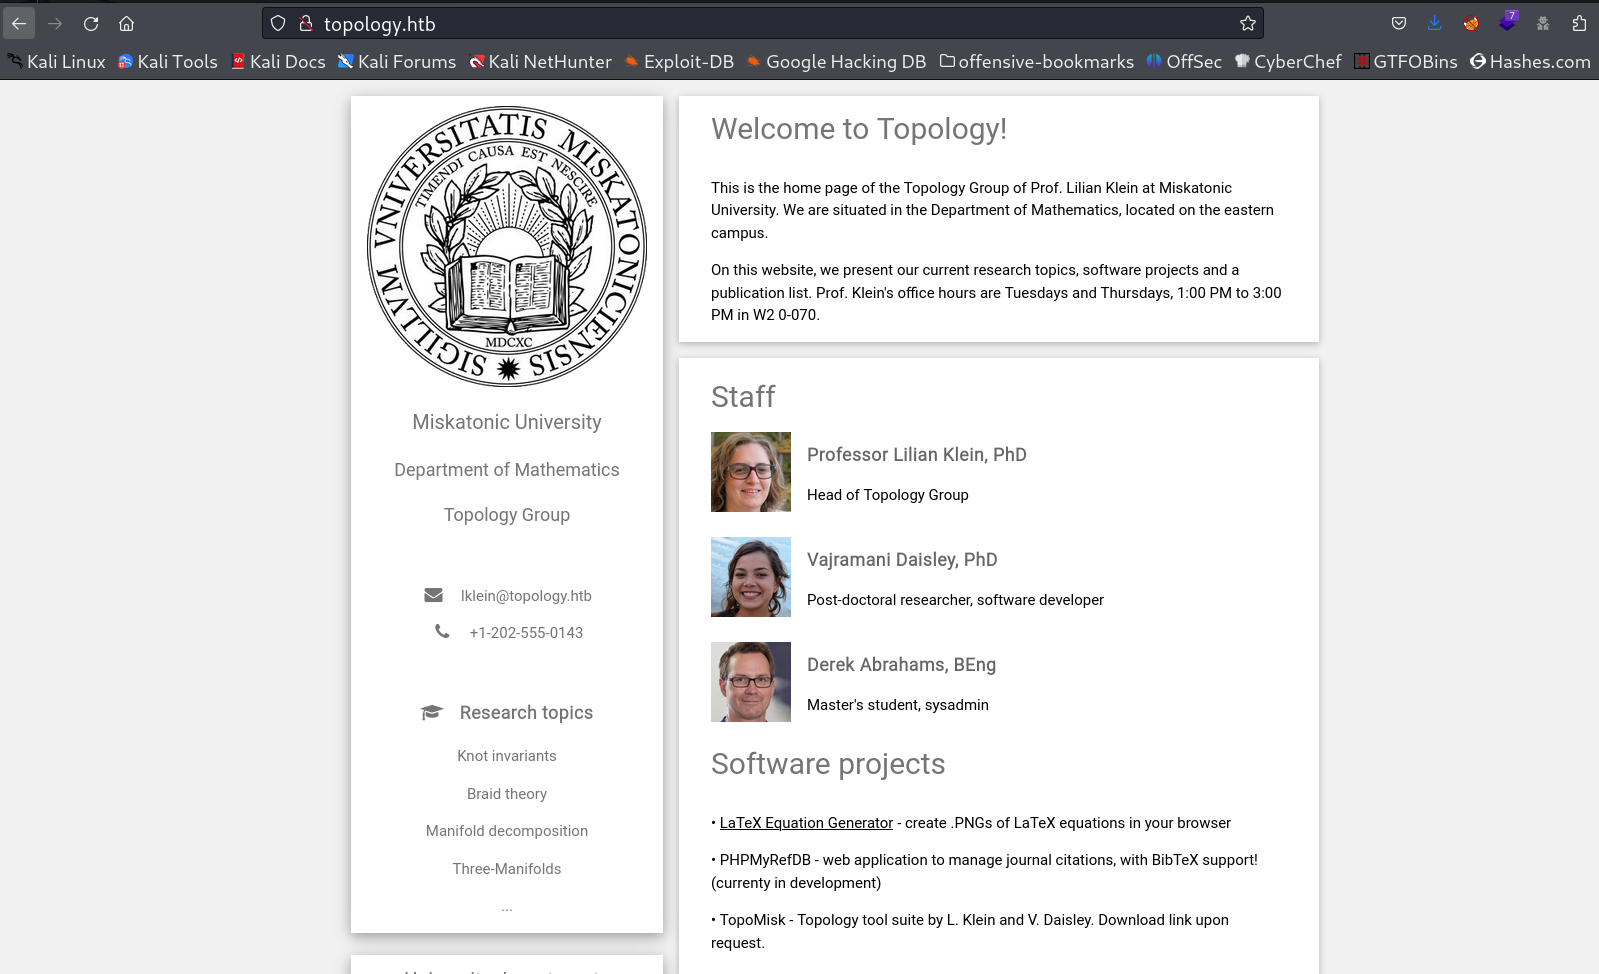 topology.htb
7
Kali Linux
Kali Tools
Kali Docs
Kali Forums
Kali NetHunter
Exploit-DB
Google Hacking DB
offensive-bookmarks
OffSec
CyberChef
GTFOBins
Hashes.com
SIGILLVM VNIVERSITATIS MISKATONICIENSIS
TIMENDI CAUSA EST NESCIRE
MDCXC
Miskatonic University
Department of Mathematics
Topology Group
lklein@topology.htb
+1-202-555-0143
Research topics
Knot invariants
Braid theory
Manifold decomposition
Three-Manifolds
...
Welcome to Topology!
This is the home page of the Topology Group of Prof. Lilian Klein at Miskatonic
University. We are situated in the Department of Mathematics, located on the eastern
campus.
On this website, we present our current research topics, software projects and a
publication list. Prof. Klein's office hours are Tuesdays and Thursdays, 1:00 PM to 3:00
PM in W2 0-070.
Staff
Professor Lilian Klein, PhD
Head of Topology Group
Vajramani Daisley, PhD
Post-doctoral researcher, software developer
Derek Abrahams, BEng
Master's student, sysadmin
Software projects
• LaTeX Equation Generator - create .PNGs of LaTeX equations in your browser
• PHPMyRefDB - web application to manage journal citations, with BibTeX support!
(currenty in development)
• TopoMisk - Topology tool suite by L. Klein and V. Daisley. Download link upon
request.